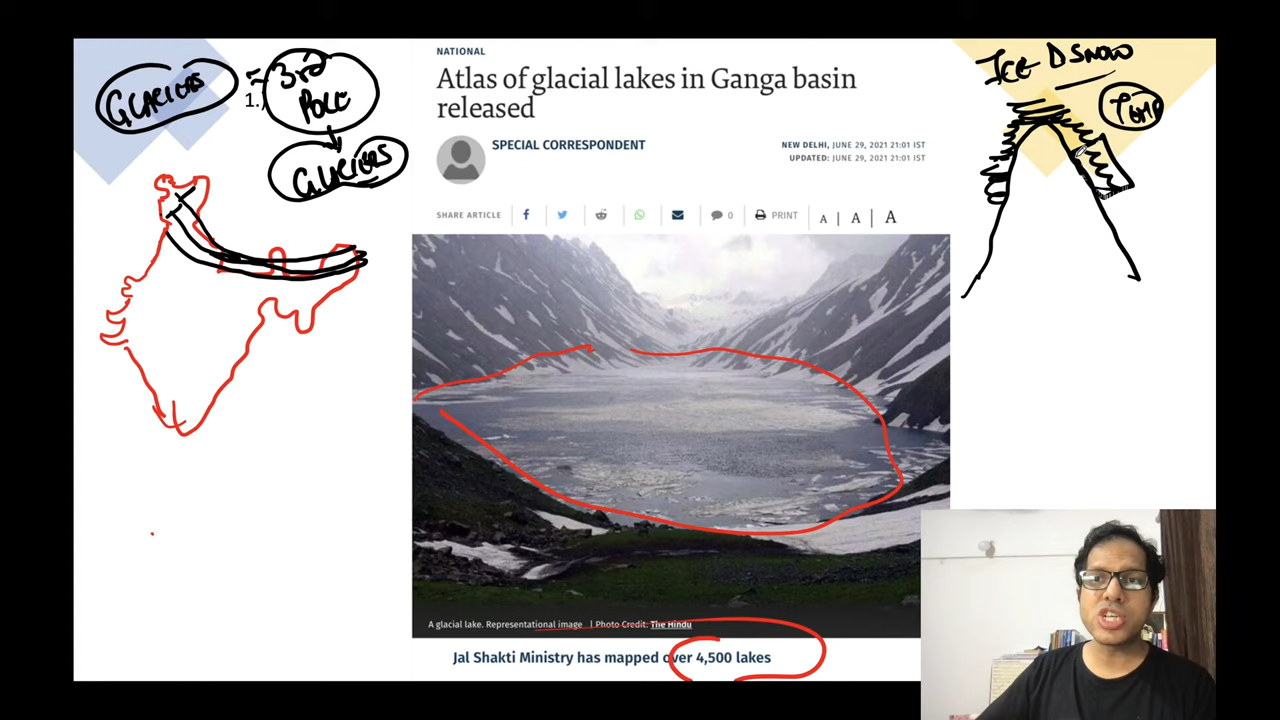 GLACIERS
≈ 3rd
1.) POLE
GLACIERS
NATIONAL
Atlas of glacial lakes in Ganga basin
released
SPECIAL CORRESPONDENT
NEW DELHI, JUNE 29, 2021 21:01 IST
UPDATED: JUNE 29, 2021 21:01 IST
SHARE ARTICLE
0
PRINT
A
A
A
A glacial lake. Representational image | Photo Credit: The Hindu
Jal Shakti Ministry has mapped over 4,500 lakes
ICE D SNOW
TEMP